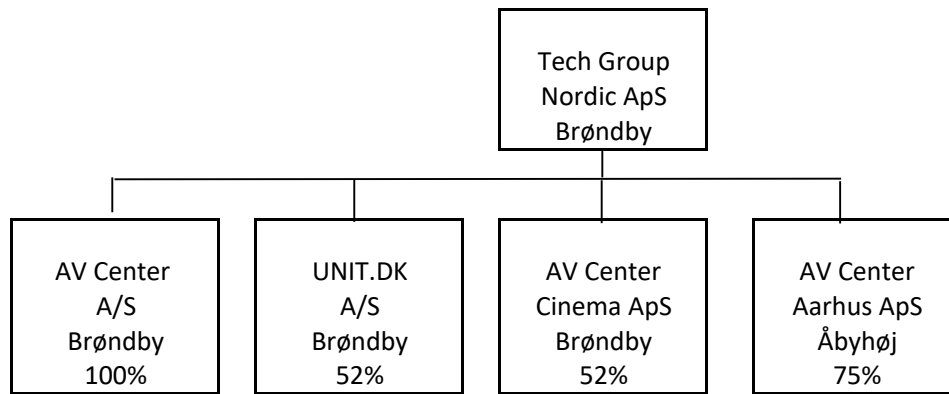 Tech Group
Nordic ApS
Brøndby
AV Center
A/S
Brøndby
100%
UNIT.DK
A/S
Brøndby
52%
AV Center
Cinema ApS
Brøndby
52%
AV Center
Aarhus ApS
Åbyhøj
75%